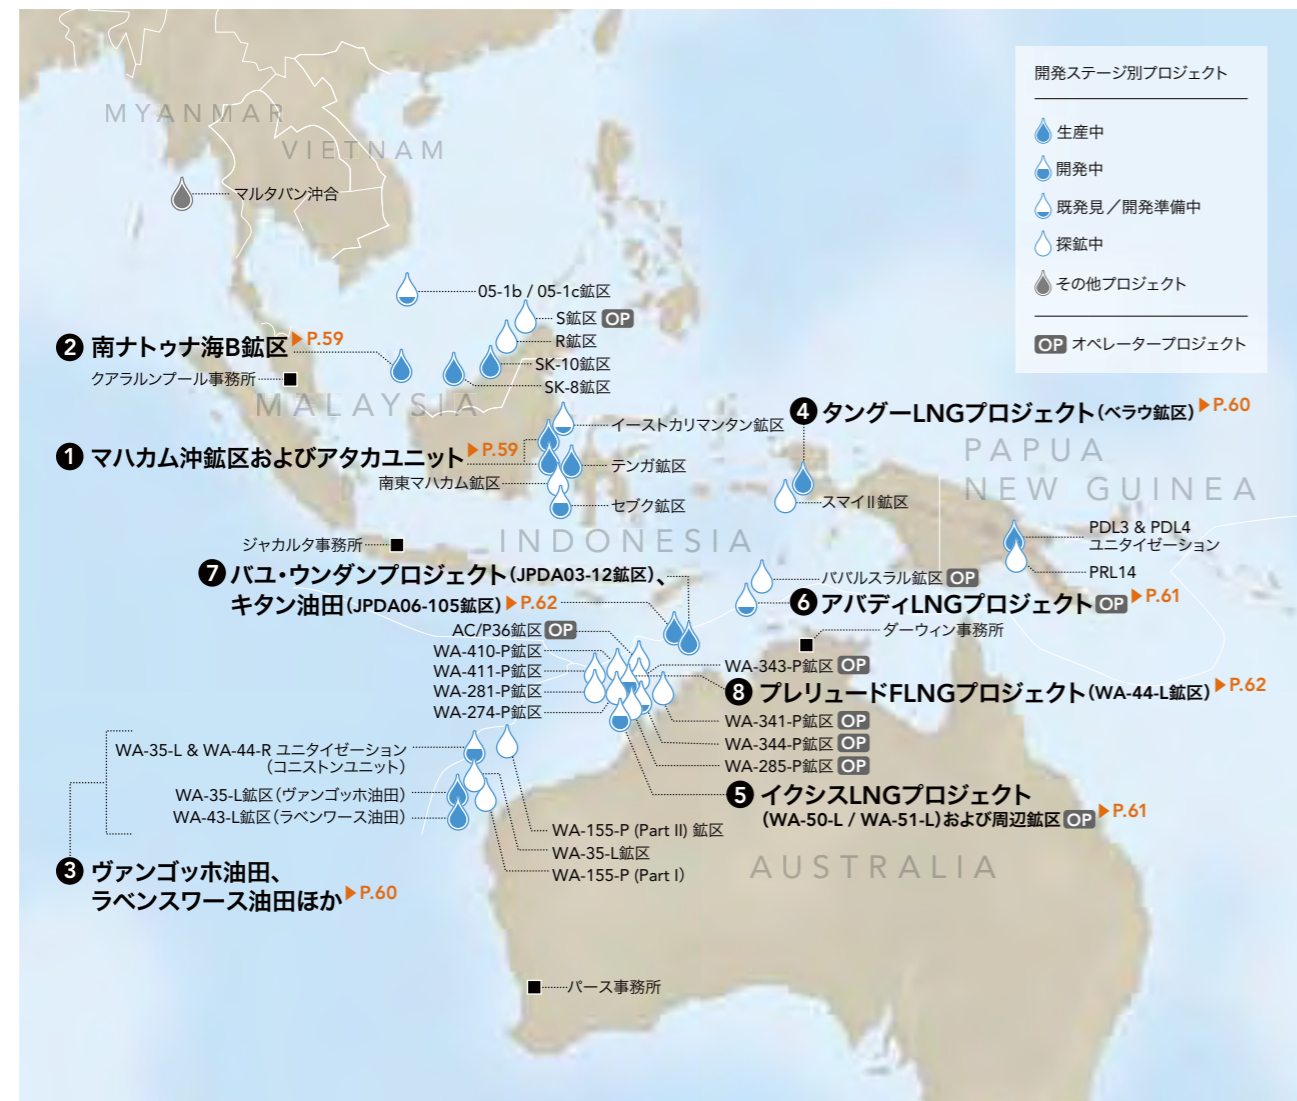 MYANMAR
VIETNAM
マルタバン沖合
開発ステージ別プロジェクト
生産中
開発中
既発見／開発準備中
探鉱中
その他プロジェクト
OP オペレータープロジェクト
05-1b / 05-1c鉱区
S鉱区 OP
R鉱区
SK-10鉱区
SK-8鉱区
❷ 南ナトゥナ海B鉱区 ▶P.59
クアラルンプール事務所
MALAYSIA
イーストカリマンタン鉱区
❶ マハカム沖鉱区およびアタカユニット ▶P.59
テンガ鉱区
南東マハカム鉱区
セブク鉱区
❹ タングーLNGプロジェクト（ベラウ鉱区） ▶P.60
PAPUA
NEW GUINEA
スマイII鉱区
PDL3 & PDL4
ユニタイゼーション
PRL14
INDONESIA
ジャカルタ事務所
❼ バユ・ウンダンプロジェクト（JPDA03-12鉱区）、
キタン油田（JPDA06-105鉱区） ▶P.62
ババルスラル鉱区 OP
❻ アバディLNGプロジェクト OP ▶P.61
ダーウィン事務所
AC/P36鉱区 OP
WA-410-P鉱区
WA-411-P鉱区
WA-281-P鉱区
WA-274-P鉱区
WA-343-P鉱区 OP
❽ プレリュードFLNGプロジェクト（WA-44-L鉱区） ▶P.62
WA-341-P鉱区 OP
WA-344-P鉱区 OP
WA-285-P鉱区 OP
❺ イクシスLNGプロジェクト
（WA-50-L / WA-51-L）および周辺鉱区 OP ▶P.61
WA-35-L & WA-44-R ユニタイゼーション
（コニストンユニット）
WA-35-L鉱区（ヴァンゴッホ油田）
WA-43-L鉱区（ラベンワース油田）
WA-155-P (Part II) 鉱区
WA-35-L鉱区
WA-155-P (Part I）
❸ ヴァンゴッホ油田、
ラベンスワース油田ほか ▶P.60
AUSTRALIA
パース事務所